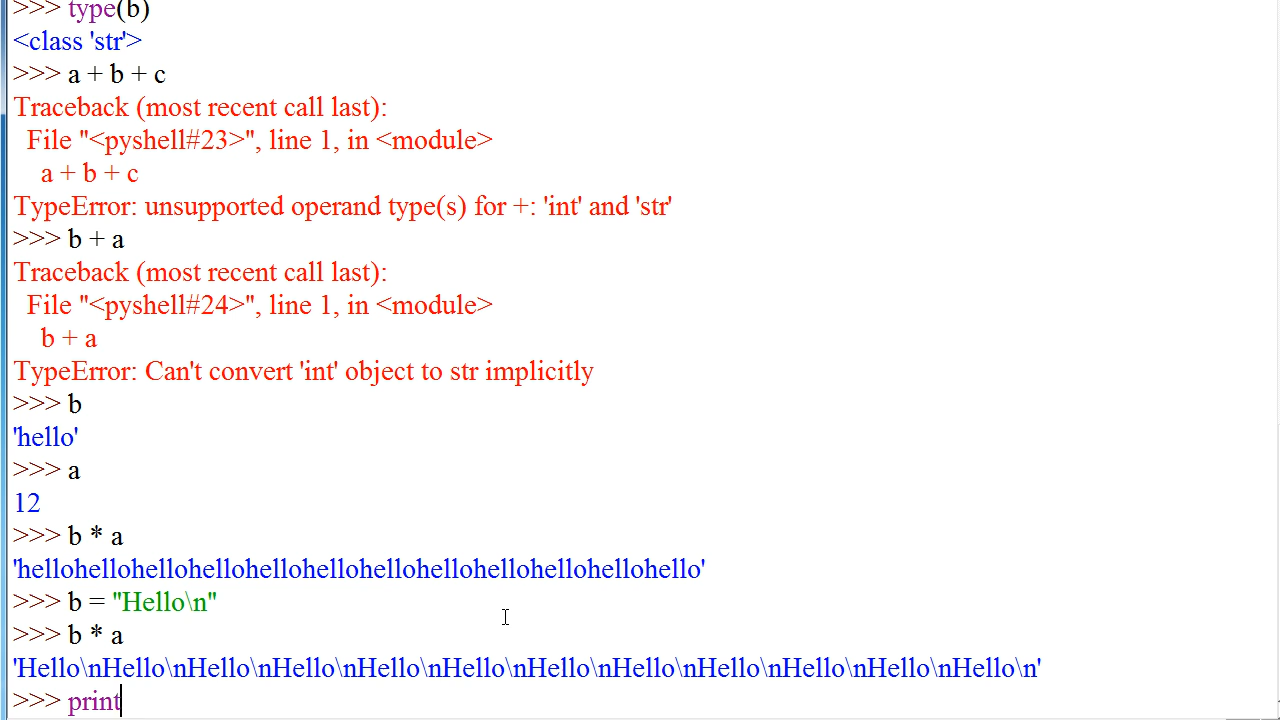 >>> type(b)
<class 'str'>
>>> a + b + c
Traceback (most recent call last):
  File "<pyshell#23>", line 1, in <module>
    a + b + c
TypeError: unsupported operand type(s) for +: 'int' and 'str'
>>> b + a
Traceback (most recent call last):
  File "<pyshell#24>", line 1, in <module>
    b + a
TypeError: Can't convert 'int' object to str implicitly
>>> b
'hello'
>>> a
12
>>> b * a
'hellohellohellohellohellohellohellohellohellohellohellohello'
>>> b = "Hello\n"
>>> b * a
'Hello\nHello\nHello\nHello\nHello\nHello\nHello\nHello\nHello\nHello\nHello\nHello\n'
>>> print